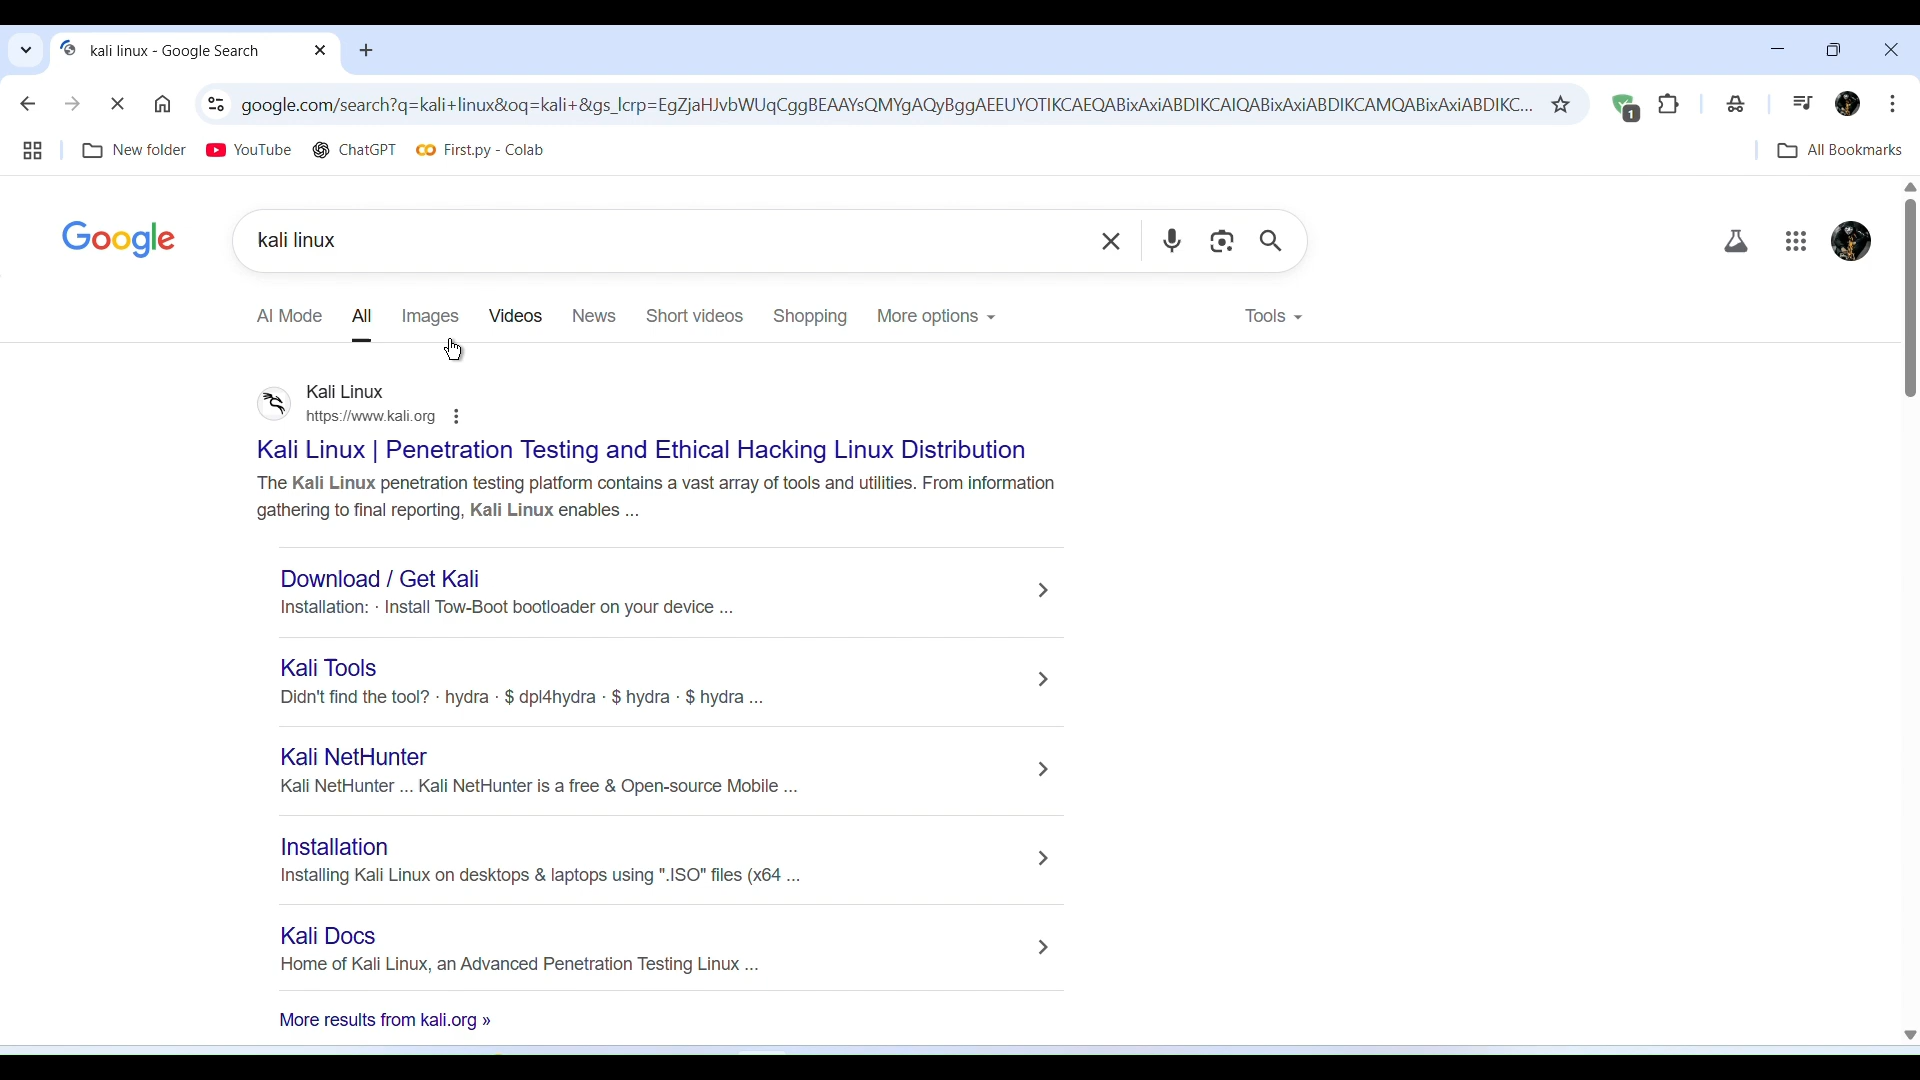 kali linux - Google Search
google.com/search?q=kali+linux&oq=kali+&gs_lcrp=EgZjaHJvbWUqCggBEAAYsQMYgAQyBggAEEUYOTIKCAEQABixAxiABDIKCAIQABixAxiABDIKCAMQABixAxiABDIKC...
1
New folder YouTube ChatGPT First.py - Colab All Bookmarks
Google kali linux
AI Mode All Images Videos News Short videos Shopping More options Tools
Kali Linux
https://www.kali.org
Kali Linux | Penetration Testing and Ethical Hacking Linux Distribution
The Kali Linux penetration testing platform contains a vast array of tools and utilities. From information
gathering to final reporting, Kali Linux enables ...
Download / Get Kali
Installation: · Install Tow-Boot bootloader on your device ...
Kali Tools
Didn't find the tool? · hydra · $ dpl4hydra · $ hydra · $ hydra ...
Kali NetHunter
Kali NetHunter ... Kali NetHunter is a free & Open-source Mobile ...
Installation
Installing Kali Linux on desktops & laptops using ".ISO" files (x64 ...
Kali Docs
Home of Kali Linux, an Advanced Penetration Testing Linux ...
More results from kali.org »